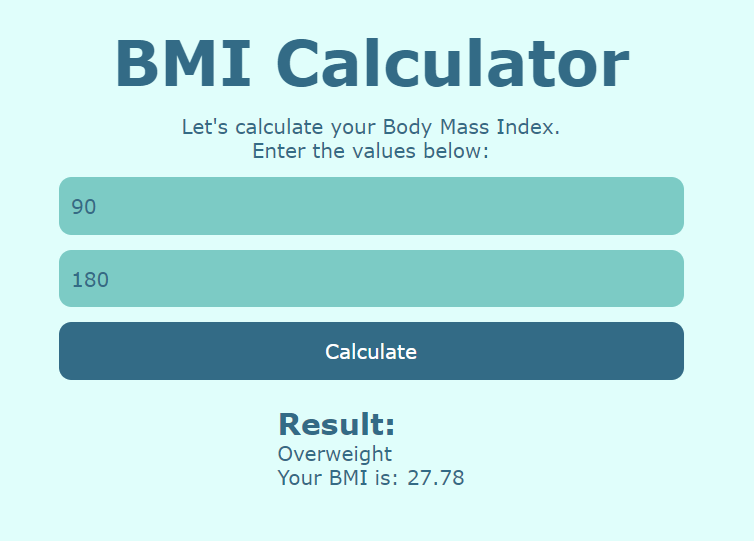 BMI Calculator
Let's calculate your Body Mass Index.
Enter the values below:
90
180
Calculate
Result:
Overweight
Your BMI is: 27.78